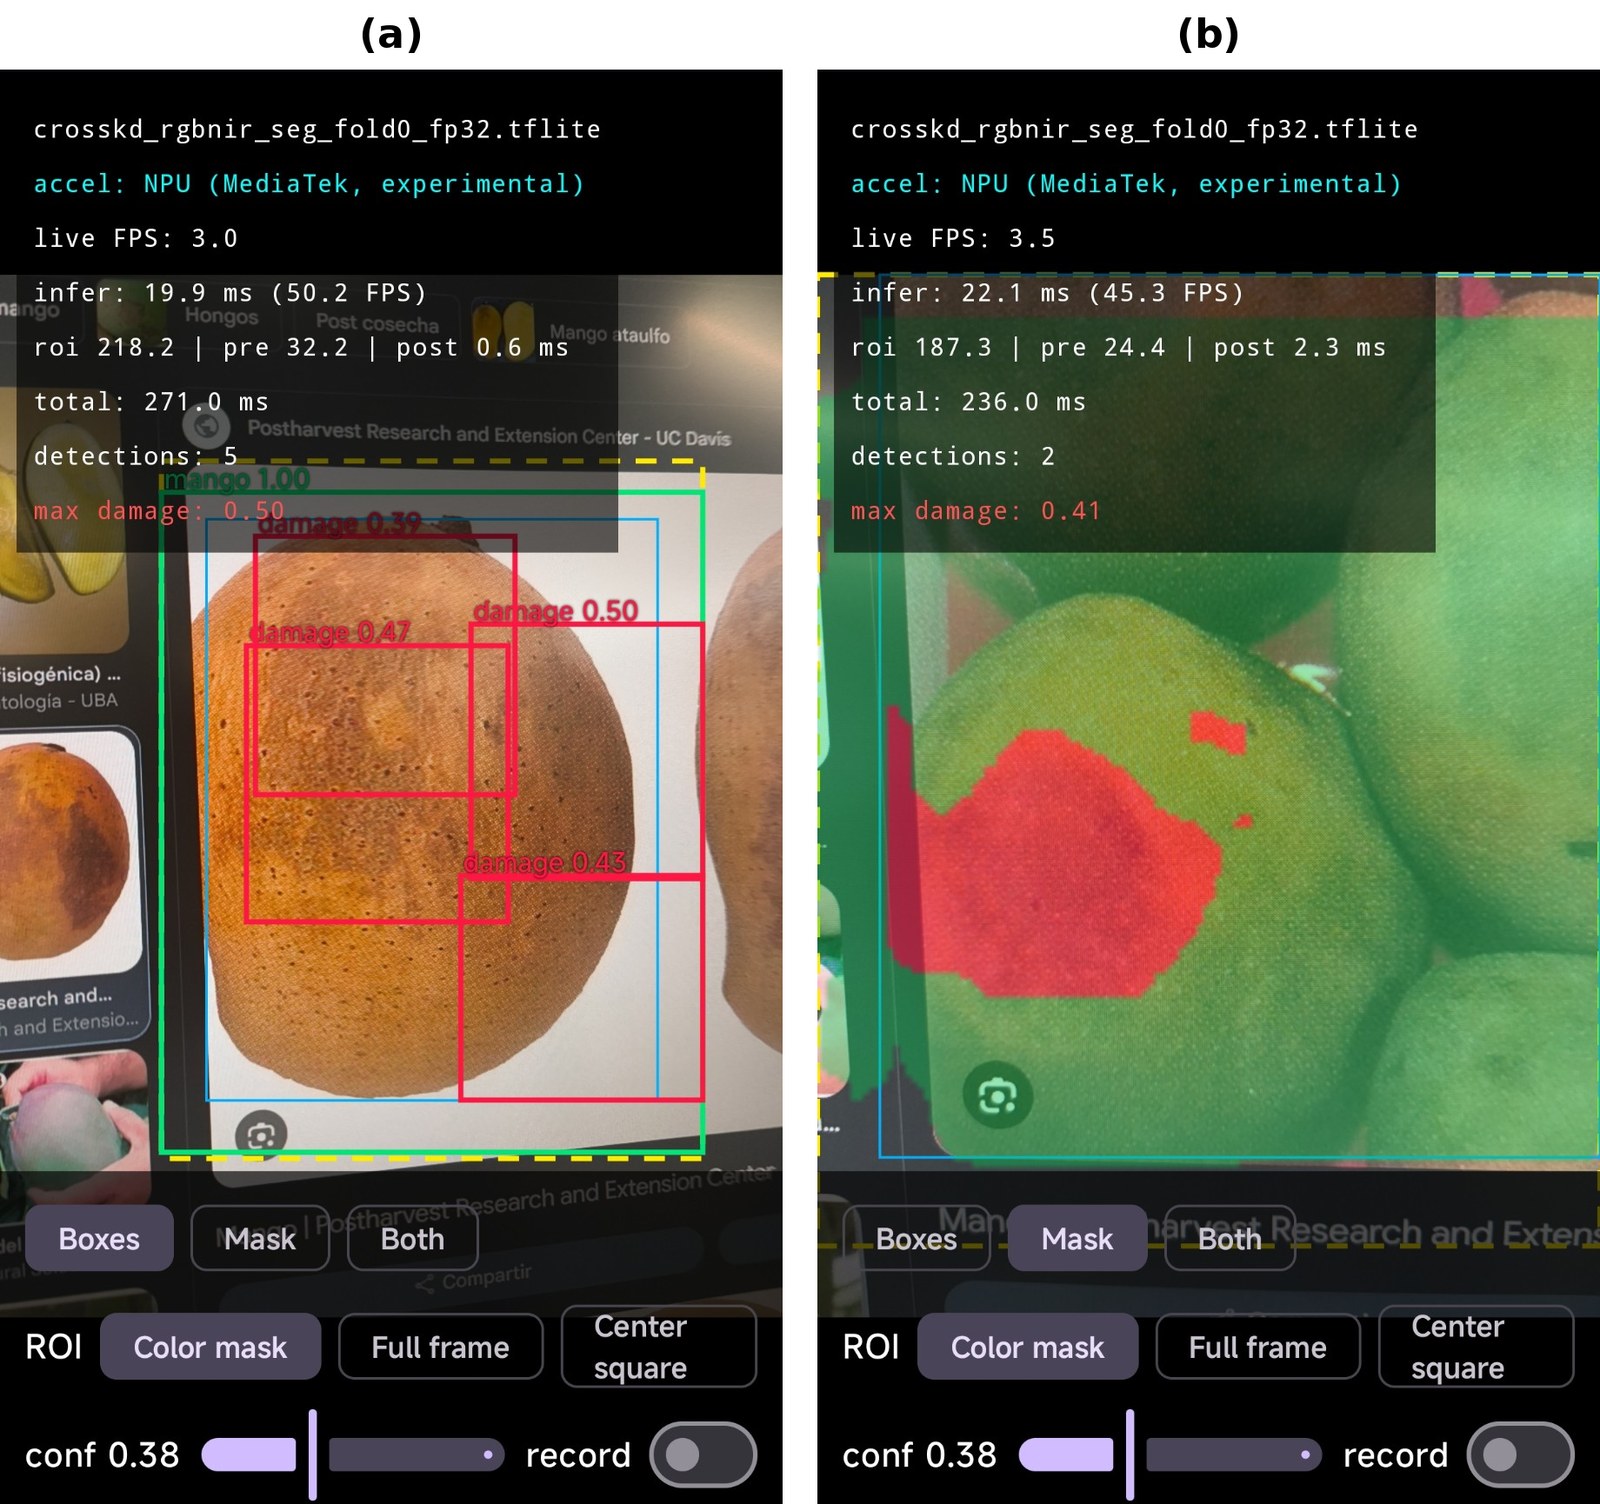 (a)
crosskd_rgbnir_seg_fold0_fp32.tflite
accel: NPU (MediaTek, experimental)
live FPS: 3.0
infer: 19.9 ms (50.2 FPS)
roi 218.2 | pre 32.2 | post 0.6 ms
total: 271.0 ms
detections: 5
max damage: 0.50
mango
Hongos
Post cosecha
Mango ataulfo
Postharvest Research and Extension Center - UC Davis
mango 1.00
damage 0.39
damage 0.50
damage 0.47
damage 0.43
fisiogénica) ...
tología - UBA
search and...
h and Extensio...
Mango | Postharvest Research and Extension Center
Compartir
Boxes
Mask
Both
ROI
Color mask
Full frame
Center
square
conf 0.38
record
(b)
crosskd_rgbnir_seg_fold0_fp32.tflite
accel: NPU (MediaTek, experimental)
live FPS: 3.5
infer: 22.1 ms (45.3 FPS)
roi 187.3 | pre 24.4 | post 2.3 ms
total: 236.0 ms
detections: 2
max damage: 0.41
Boxes
Mask
Both
harvest Research and Extens
ROI
Color mask
Full frame
Center
square
conf 0.38
record